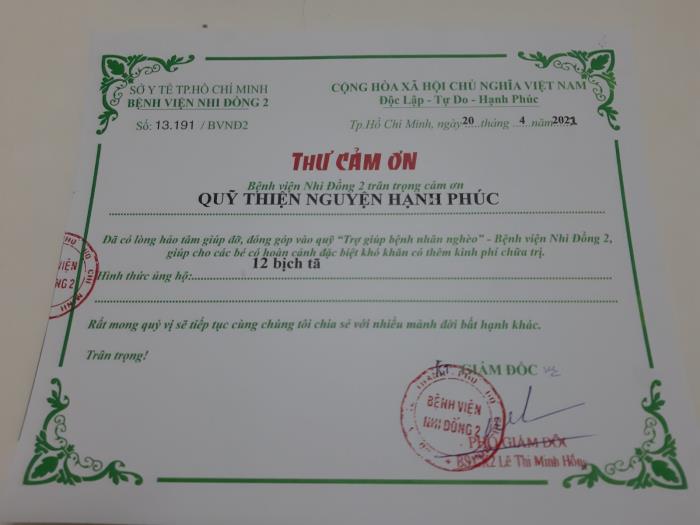 SỞ Y TẾ TP.HỒ CHÍ MINH
BỆNH VIỆN NHI ĐỒNG 2
Số: 13.191 / BVNĐ2
CỘNG HÒA XÃ HỘI CHỦ NGHĨA VIỆT NAM
Độc Lập - Tự Do - Hạnh Phúc
Tp.Hồ Chí Minh, ngày 20 tháng 4 năm 2021
THƯ CẢM ƠN
Bệnh viện Nhi Đồng 2 trân trọng cảm ơn
QUỸ THIỆN NGUYỆN HẠNH PHÚC
Đã có lòng hảo tâm giúp đỡ, đóng góp vào quỹ “Trợ giúp bệnh nhân nghèo” - Bệnh viện Nhi Đồng 2,
giúp cho các bé có hoàn cảnh đặc biệt khó khăn có thêm kinh phí chữa trị.
12 bịch tã
Hình thức ủng hộ:
Rất mong quý vị sẽ tiếp tục cùng chúng tôi chia sẻ với nhiều mảnh đời bất hạnh khác.
Trân trọng!
KT. GIÁM ĐỐC
BỆNH VIỆN
NHI ĐỒNG 2
PHÓ GIÁM ĐỐC
Lê Thị Minh Hồng